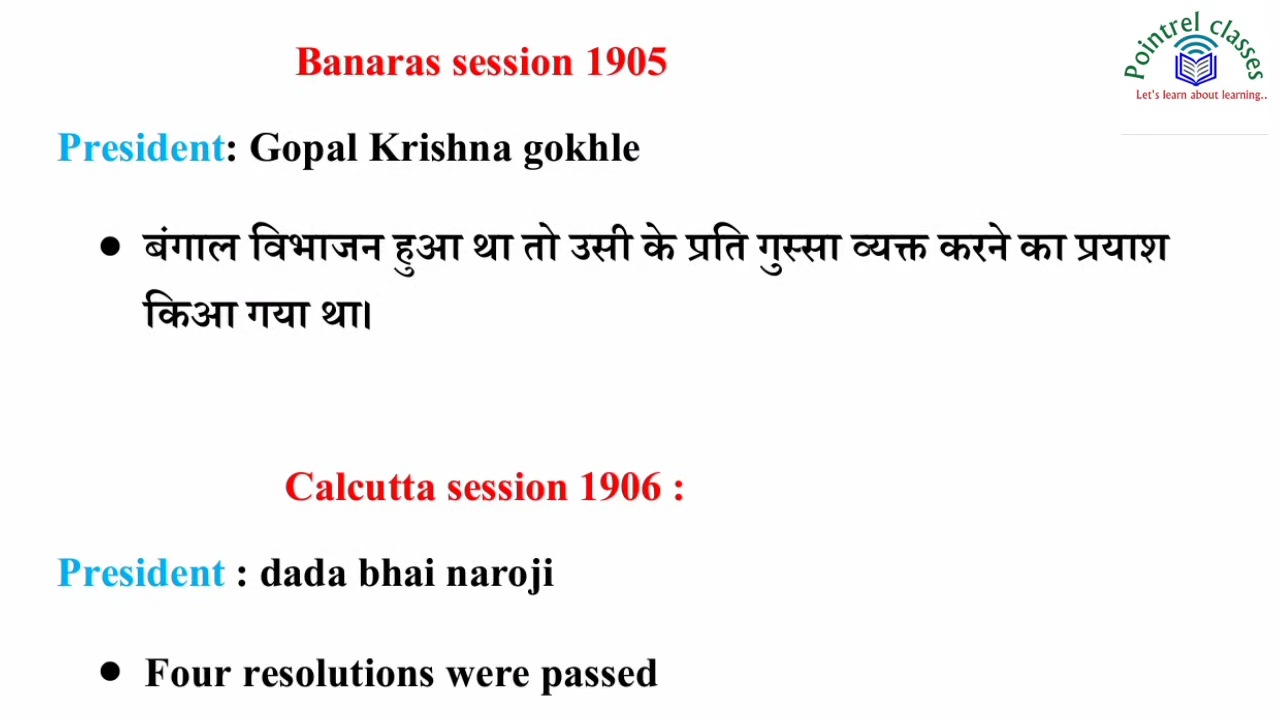 Pointrel classes
Let's learn about learning..
Banaras session 1905
President: Gopal Krishna gokhle
● बंगाल विभाजन हुआ था तो उसी के प्रति गुस्सा व्यक्त करने का प्रयाश
किआ गया था।
Calcutta session 1906 :
President : dada bhai naroji
● Four resolutions were passed